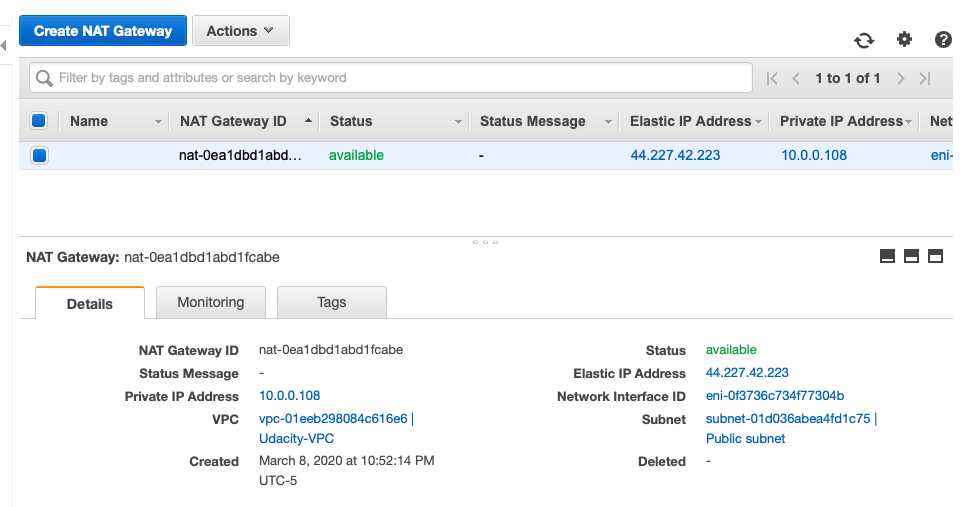 Create NAT Gateway Actions
Filter by tags and attributes or search by keyword 1 to 1 of 1
Name NAT Gateway ID Status Status Message Elastic IP Address Private IP Address Net
nat-0ea1dbd1abd... available - 44.227.42.223 10.0.0.108 eni-
NAT Gateway: nat-0ea1dbd1abd1fcabe
Details Monitoring Tags
NAT Gateway ID nat-0ea1dbd1abd1fcabe Status available
Status Message - Elastic IP Address 44.227.42.223
Private IP Address 10.0.0.108 Network Interface ID eni-0f3736c734f77304b
VPC vpc-01eeb298084c616e6 | Subnet subnet-01d036abea4fd1c75 |
Udacity-VPC Public subnet
Created March 8, 2020 at 10:52:14 PM Deleted -
UTC-5